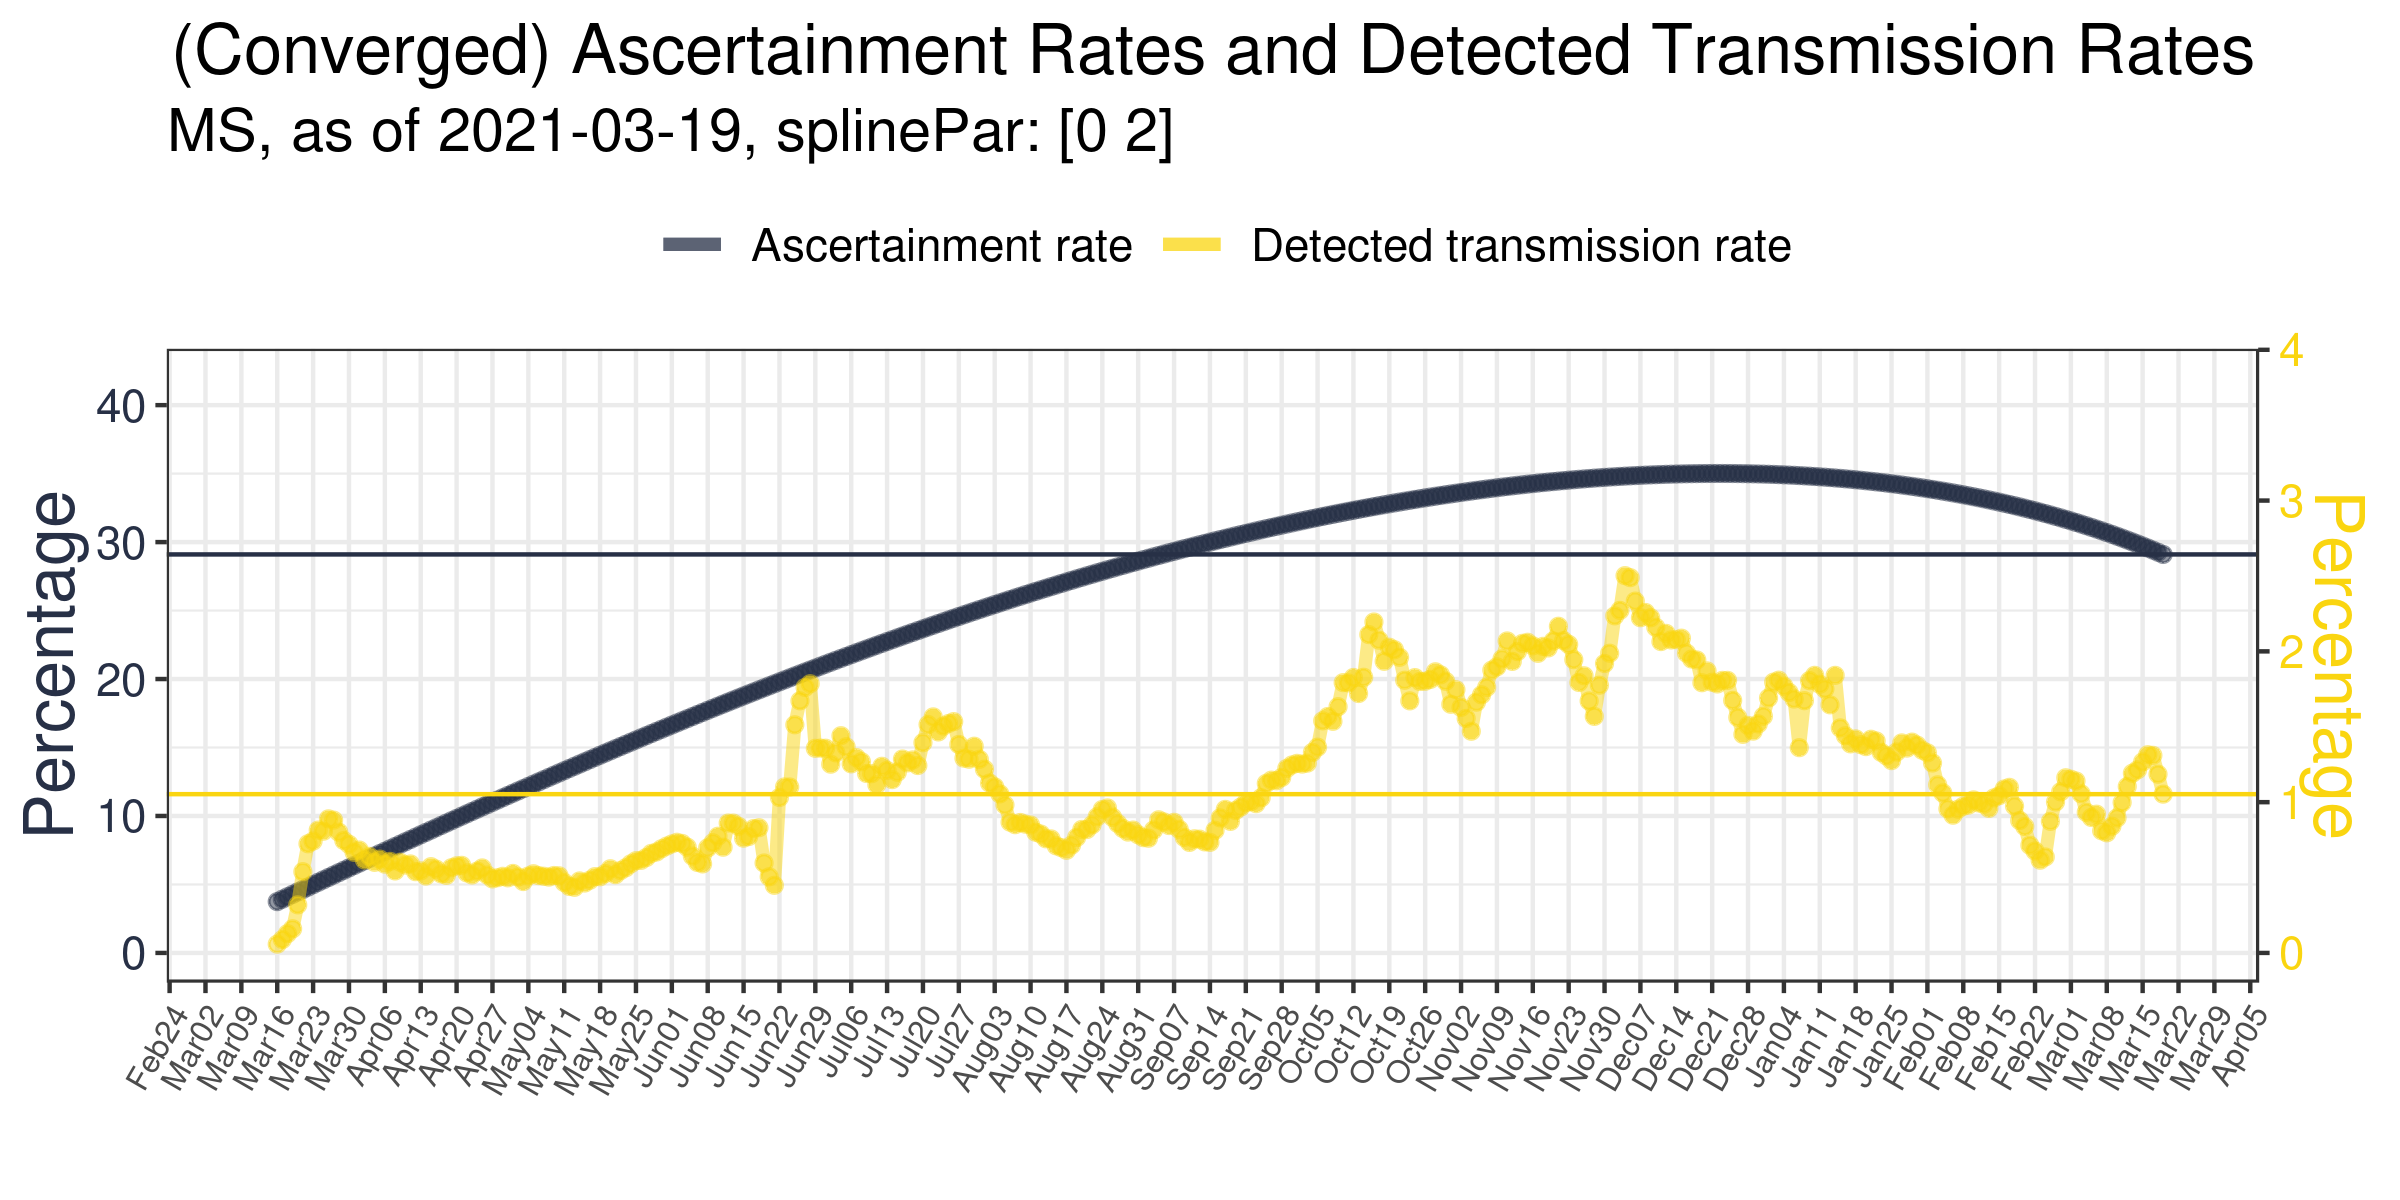 (Converged) Ascertainment Rates and Detected Transmission Rates
MS, as of 2021-03-19, splinePar: [0 2]
Ascertainment rate Detected transmission rate
Percentage
40
30
20
10
0
4
3
2
1
0
Percentage
Feb24 Mar02 Mar09 Mar16 Mar23 Mar30 Apr06 Apr13 Apr20 Apr27 May04 May11 May18 May25 Jun01 Jun08 Jun15 Jun22 Jun29 Jul06 Jul13 Jul20 Jul27 Aug03 Aug10 Aug17 Aug24 Aug31 Sep07 Sep14 Sep21 Sep28 Oct05 Oct12 Oct19 Oct26 Nov02 Nov09 Nov16 Nov23 Nov30 Dec07 Dec14 Dec21 Dec28 Jan04 Jan11 Jan18 Jan25 Feb01 Feb08 Feb15 Feb22 Mar01 Mar08 Mar15 Mar22 Mar29 Apr05